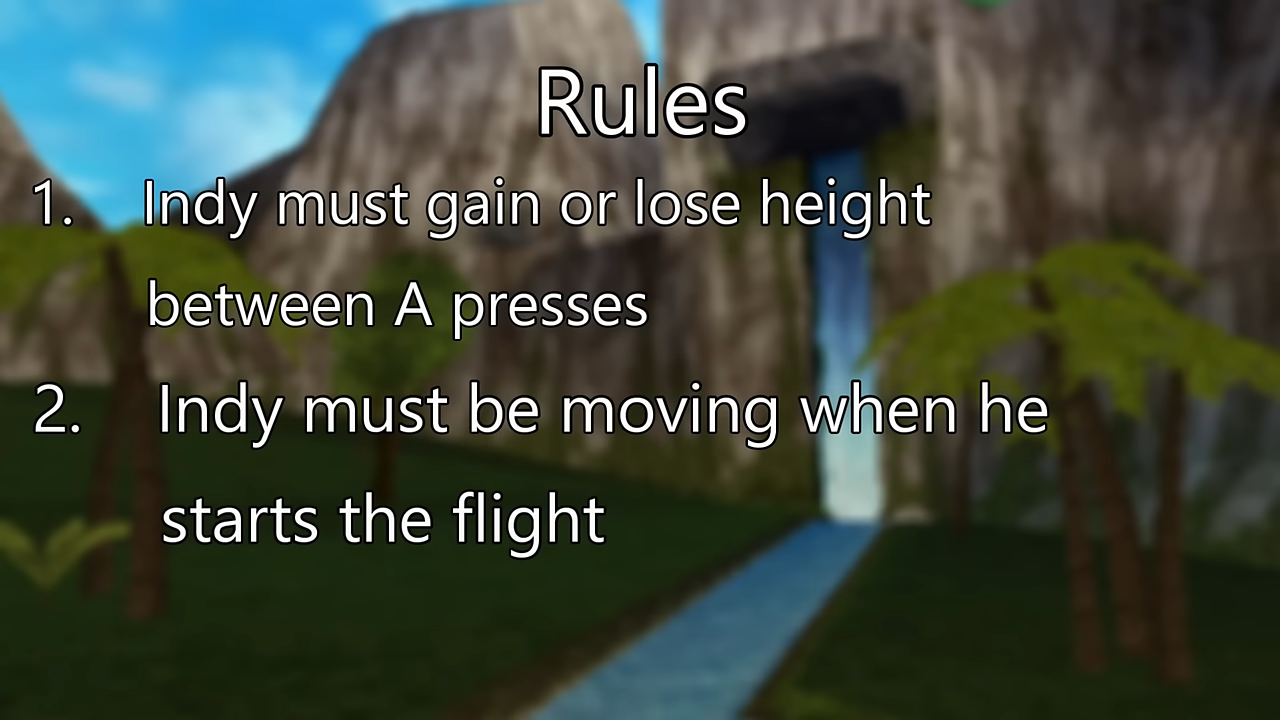 Rules
1. Indy must gain or lose height
between A presses
2. Indy must be moving when he
starts the flight